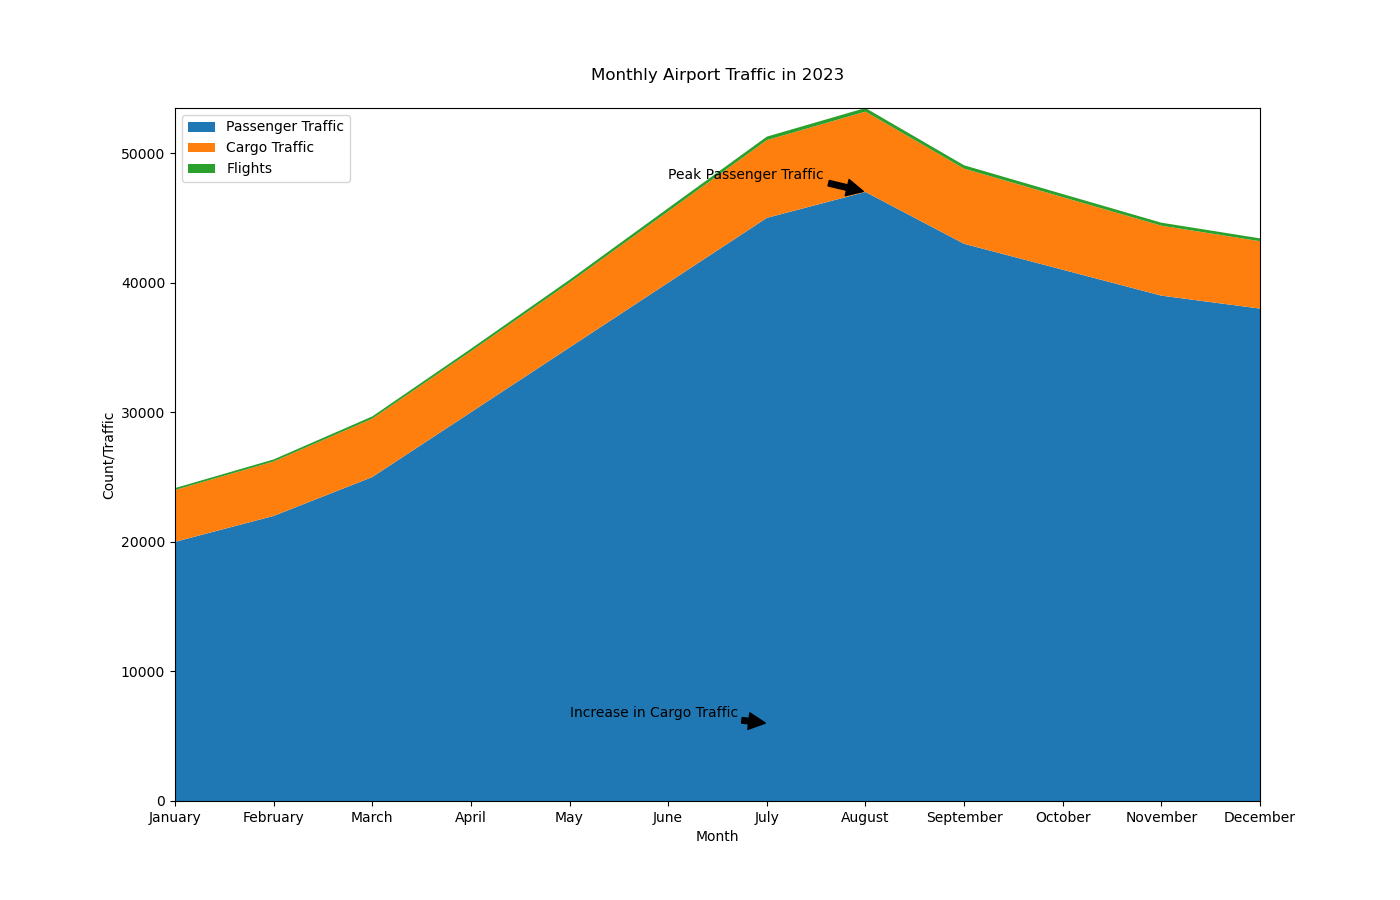 Monthly Airport Traffic in 2023
Passenger Traffic
Cargo Traffic
Flights
50000
40000
30000
20000
10000
0
Count/Traffic
Peak Passenger Traffic
Increase in Cargo Traffic
January February March April May June July August September October November December
Month